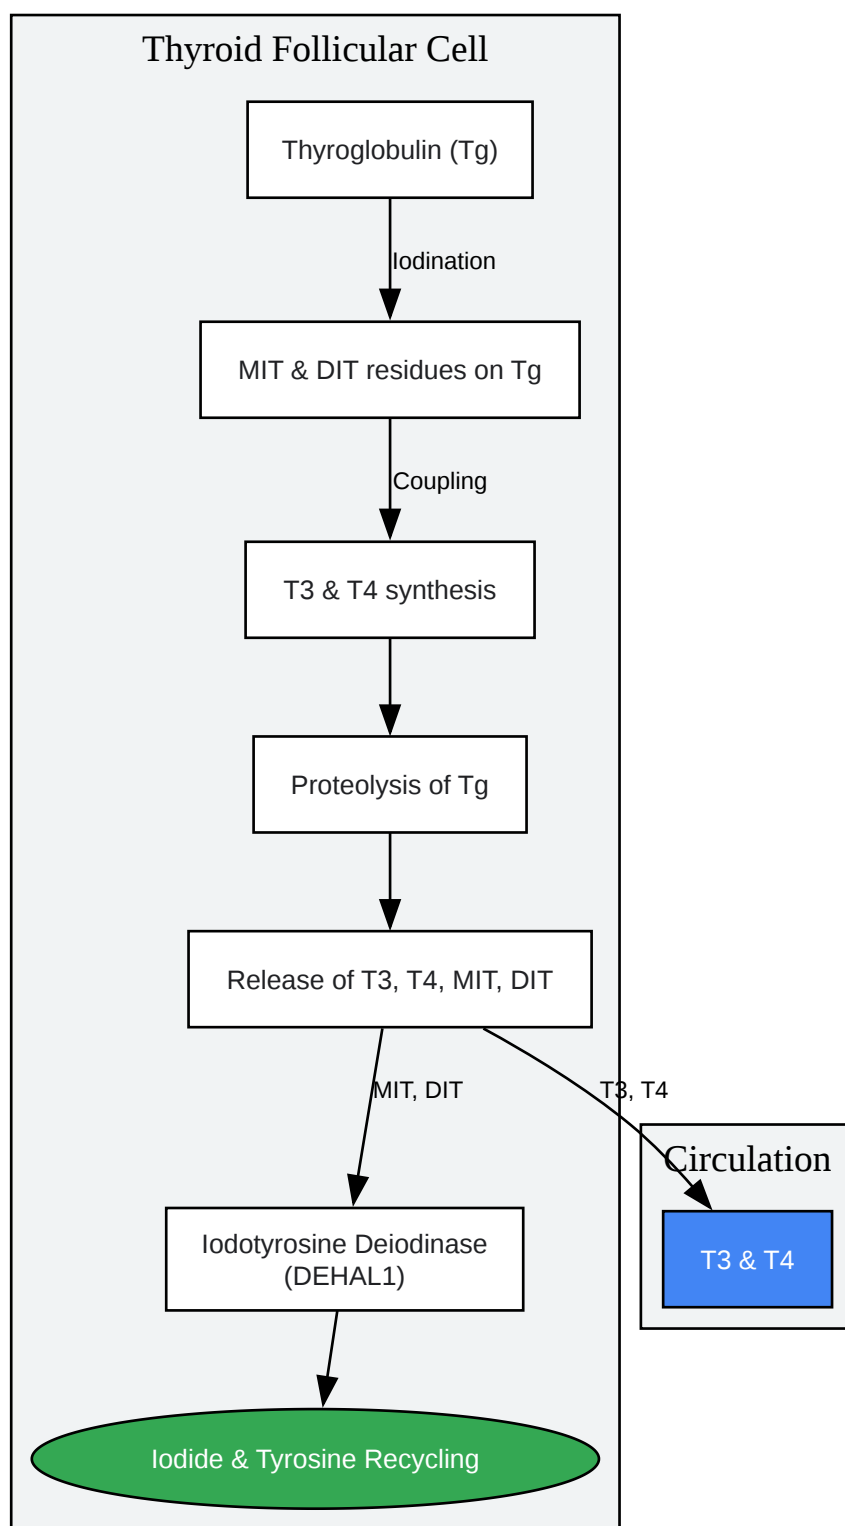 Thyroid Follicular Cell
Thyroglobulin (Tg)
Iodination
MIT & DIT residues on Tg
Coupling
T3 & T4 synthesis
Proteolysis of Tg
Release of T3, T4, MIT, DIT
MIT, DIT
T3, T4
Circulation
Iodotyrosine Deiodinase
(DEHAL1)
T3 & T4
Iodide & Tyrosine Recycling